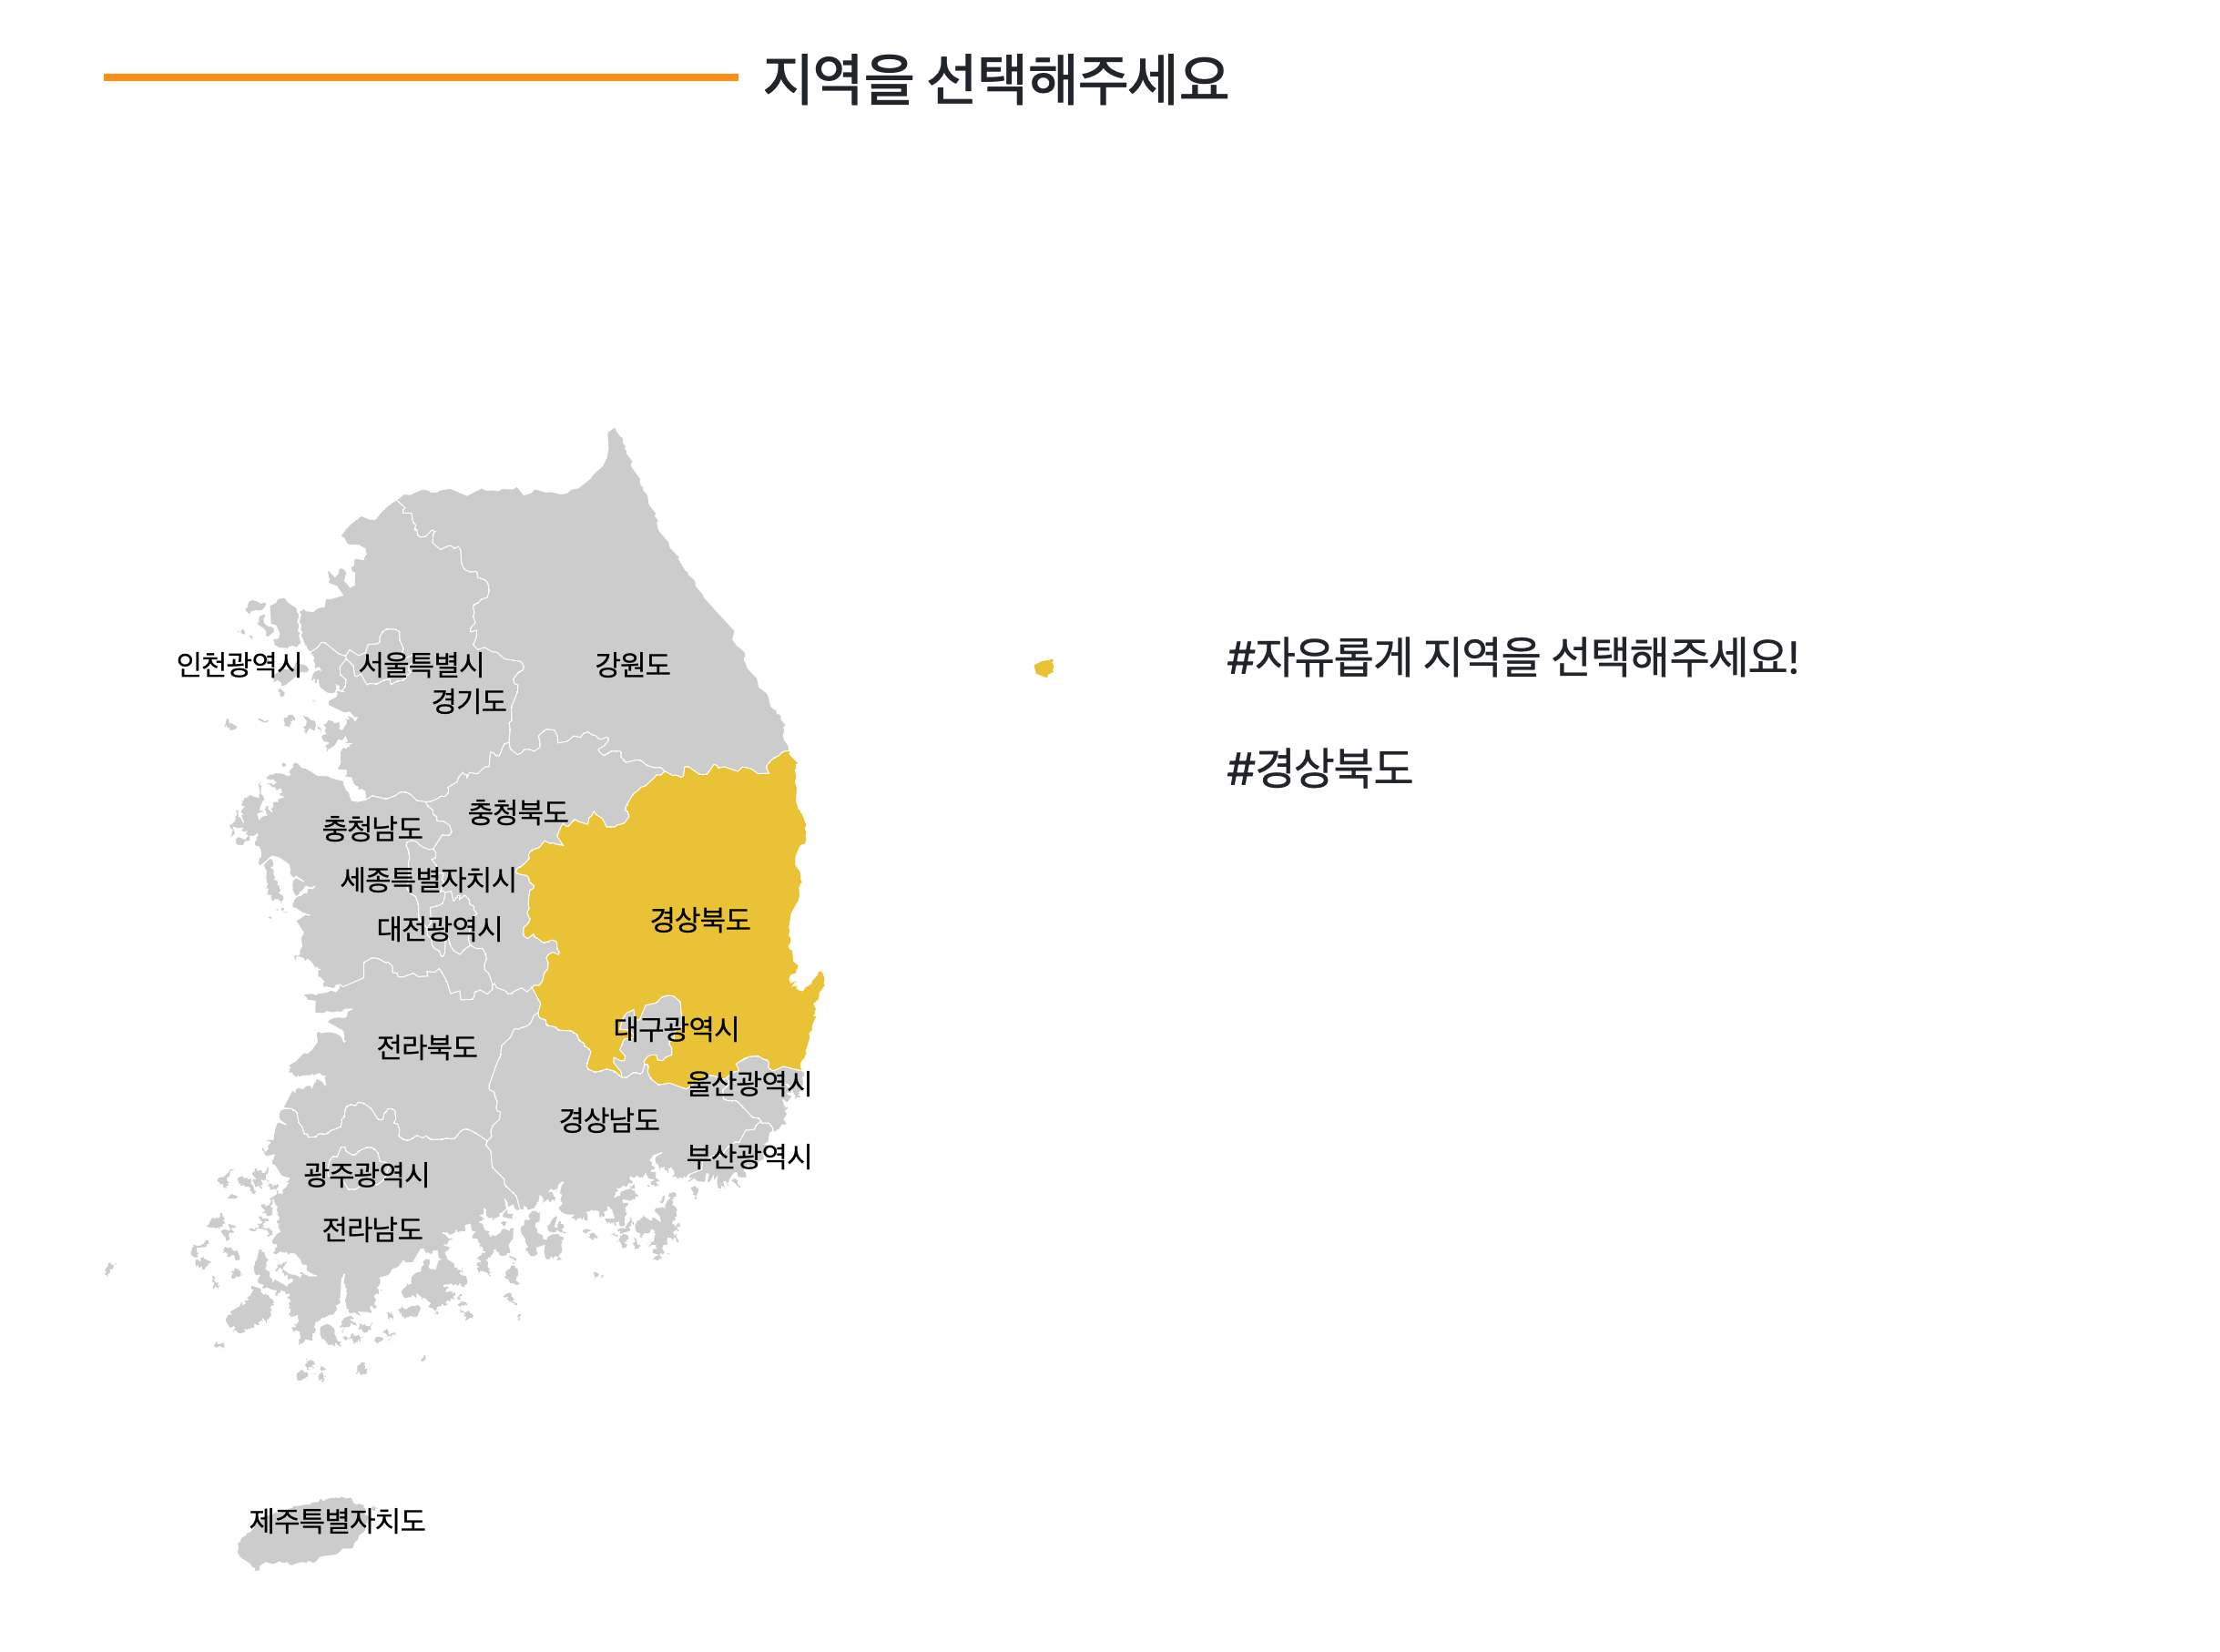 지역을 선택해주세요
인천광역시
서울특별시
강원도
경기도
#자유롭게 지역을 선택해주세요!
#경상북도
충청북도
충청남도
세종특별자치시
대전광역시
경상북도
대구광역시
전라북도
울산광역시
경상남도
부산광역시
광주광역시
전라남도
제주특별자치도